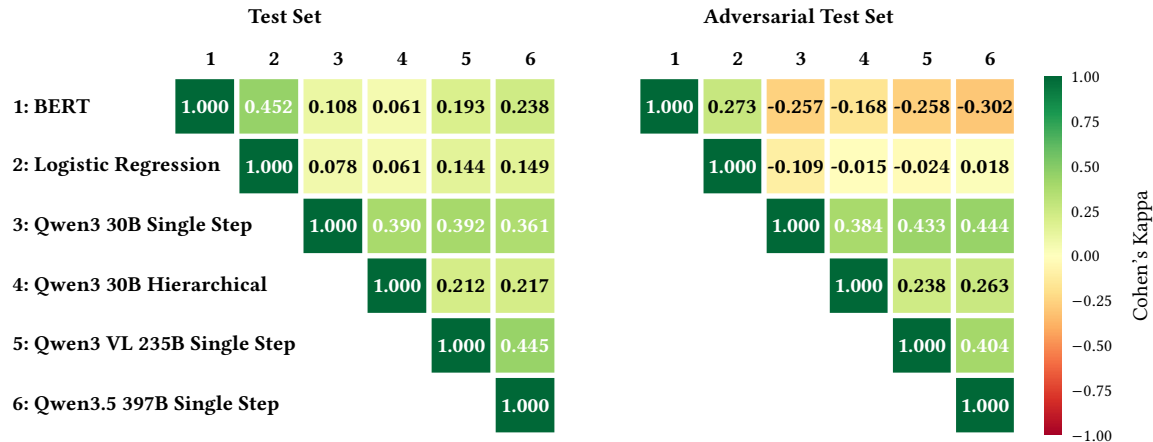 Test Set Adversarial Test Set
1 2 3 4 5 6 1 2 3 4 5 6
1: BERT 1.000 0.452 0.108 0.061 0.193 0.238 1.000 0.273 -0.257 -0.168 -0.258 -0.302
2: Logistic Regression 1.000 0.078 0.061 0.144 0.149 1.000 -0.109 -0.015 -0.024 0.018
3: Qwen3 30B Single Step 1.000 0.390 0.392 0.361 1.000 0.384 0.433 0.444
4: Qwen3 30B Hierarchical 1.000 0.212 0.217 1.000 0.238 0.263
5: Qwen3 VL 235B Single Step 1.000 0.445 1.000 0.404
6: Qwen3.5 397B Single Step 1.000 1.000
1.00
0.75
0.50
0.25
0.00
−0.25
−0.50
−0.75
−1.00
Cohen's Kappa